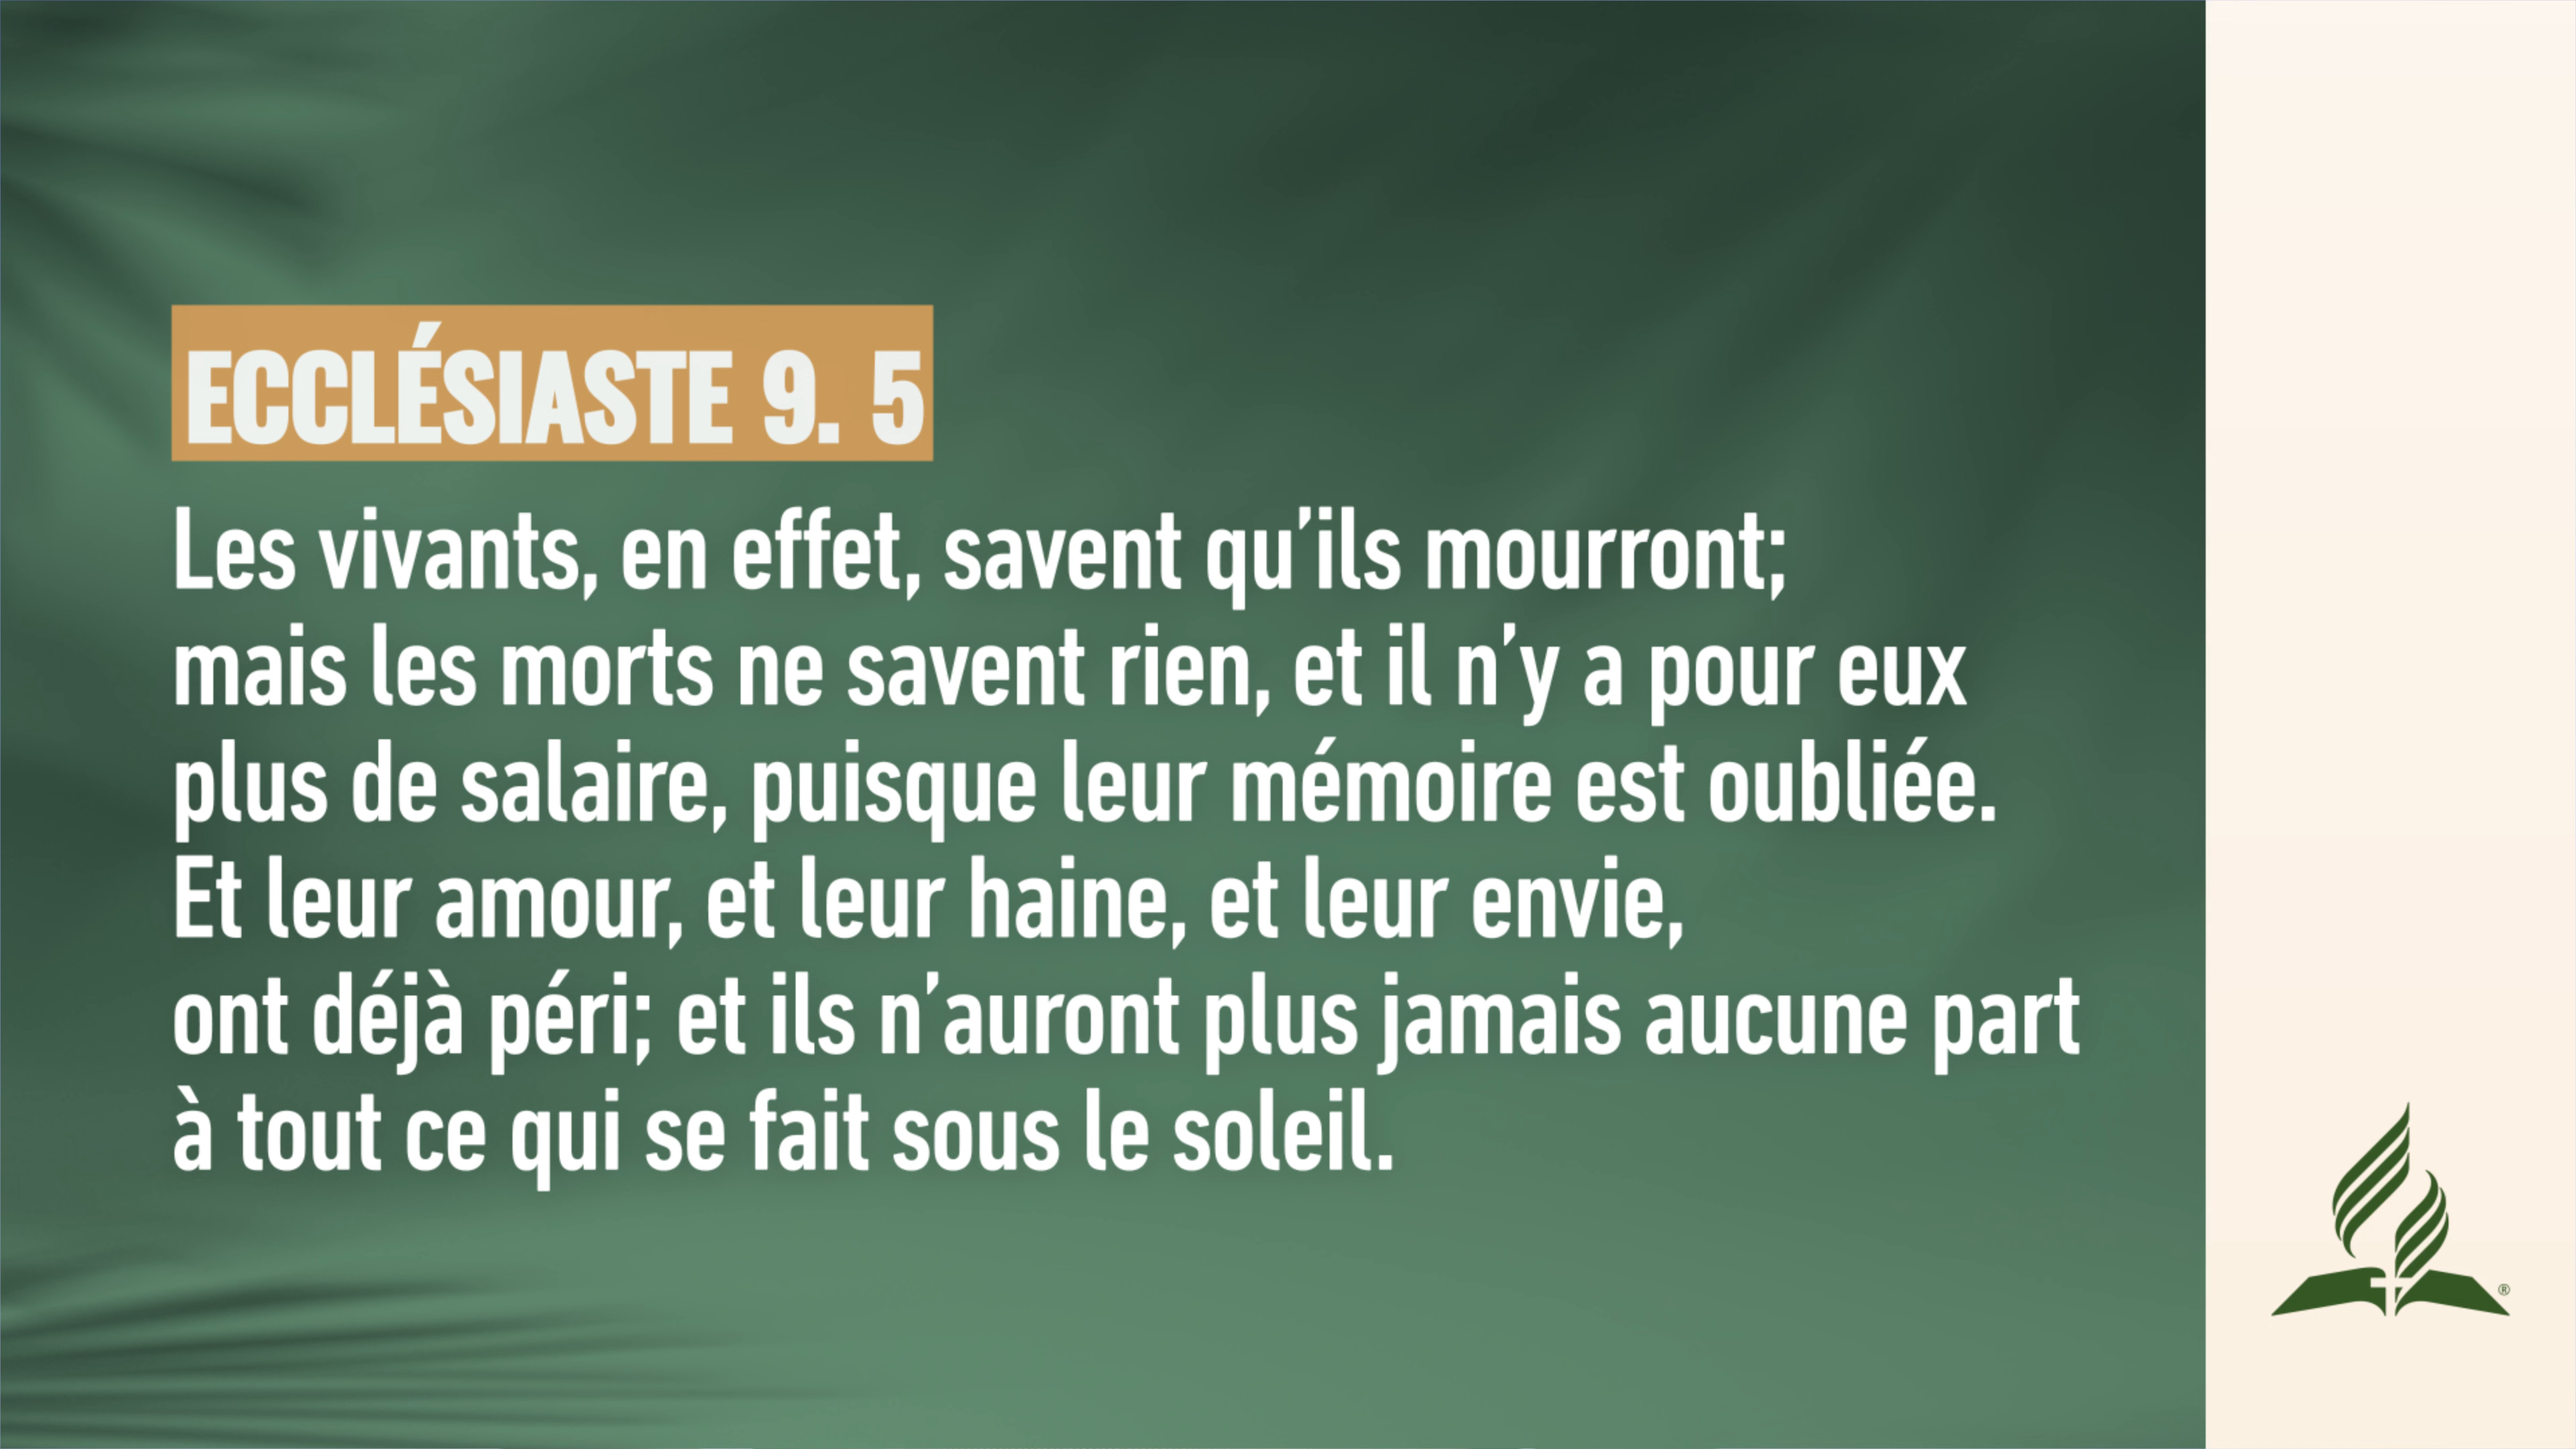 ECCLÉSIASTE 9. 5
Les vivants, en effet, savent qu’ils mourront;
mais les morts ne savent rien, et il n’y a pour eux
plus de salaire, puisque leur mémoire est oubliée.
Et leur amour, et leur haine, et leur envie,
ont déjà péri; et ils n’auront plus jamais aucune part
à tout ce qui se fait sous le soleil.
®